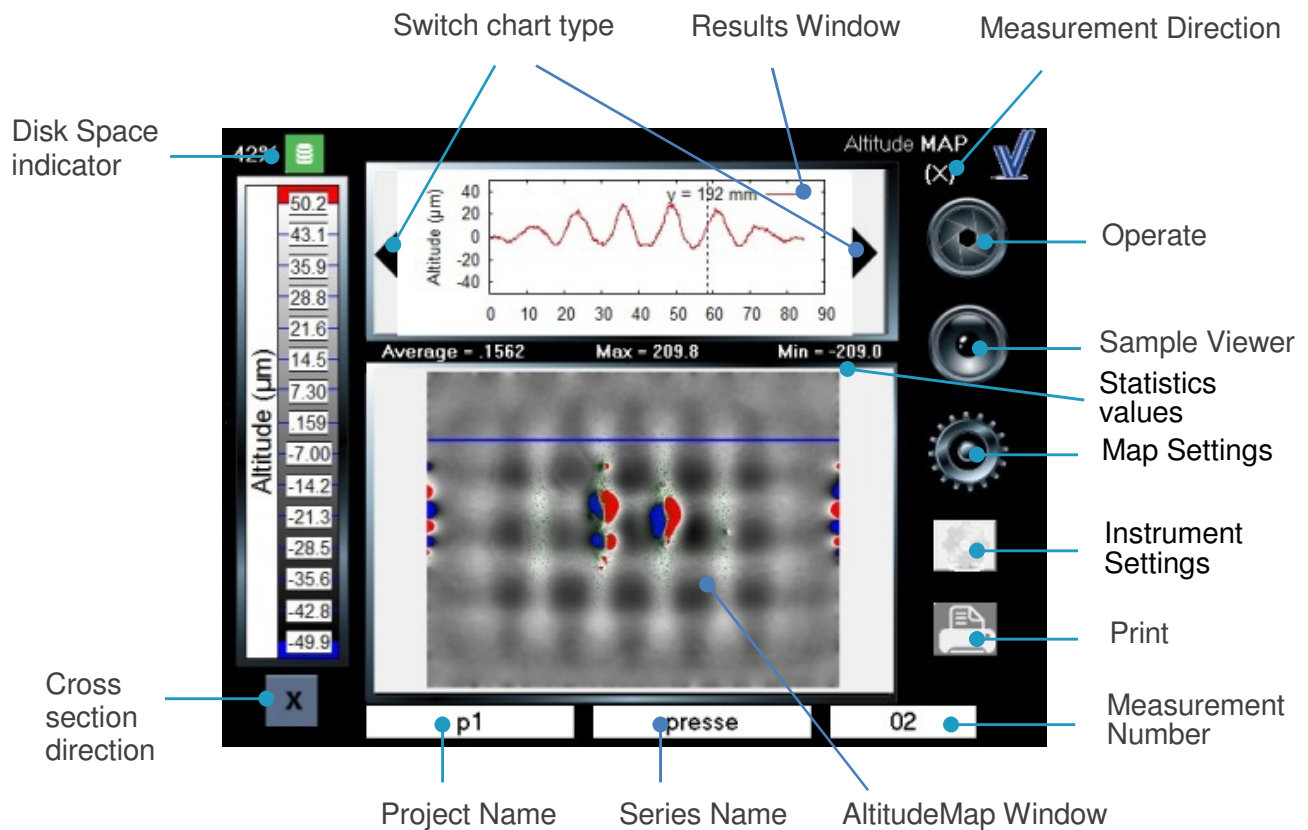 Switch chart type
Results Window
Measurement Direction
Disk Space
indicator
42%
Altitude MAP
(X)
y = 192 mm
Altitude (µm)
40
20
0
-20
-40
0 10 20 30 40 50 60 70 80 90
Operate
Average = .1562 Max = 209.8 Min = -209.0
Sample Viewer
Statistics
values
Map Settings
Altitude (µm)
50.2
43.1
35.9
28.8
21.6
14.5
7.30
.159
-7.00
-14.2
-21.3
-28.5
-35.6
-42.8
-49.9
Instrument
Settings
Print
Cross
section
direction
X
p1
presse
02
Measurement
Number
Project Name
Series Name
AltitudeMap Window